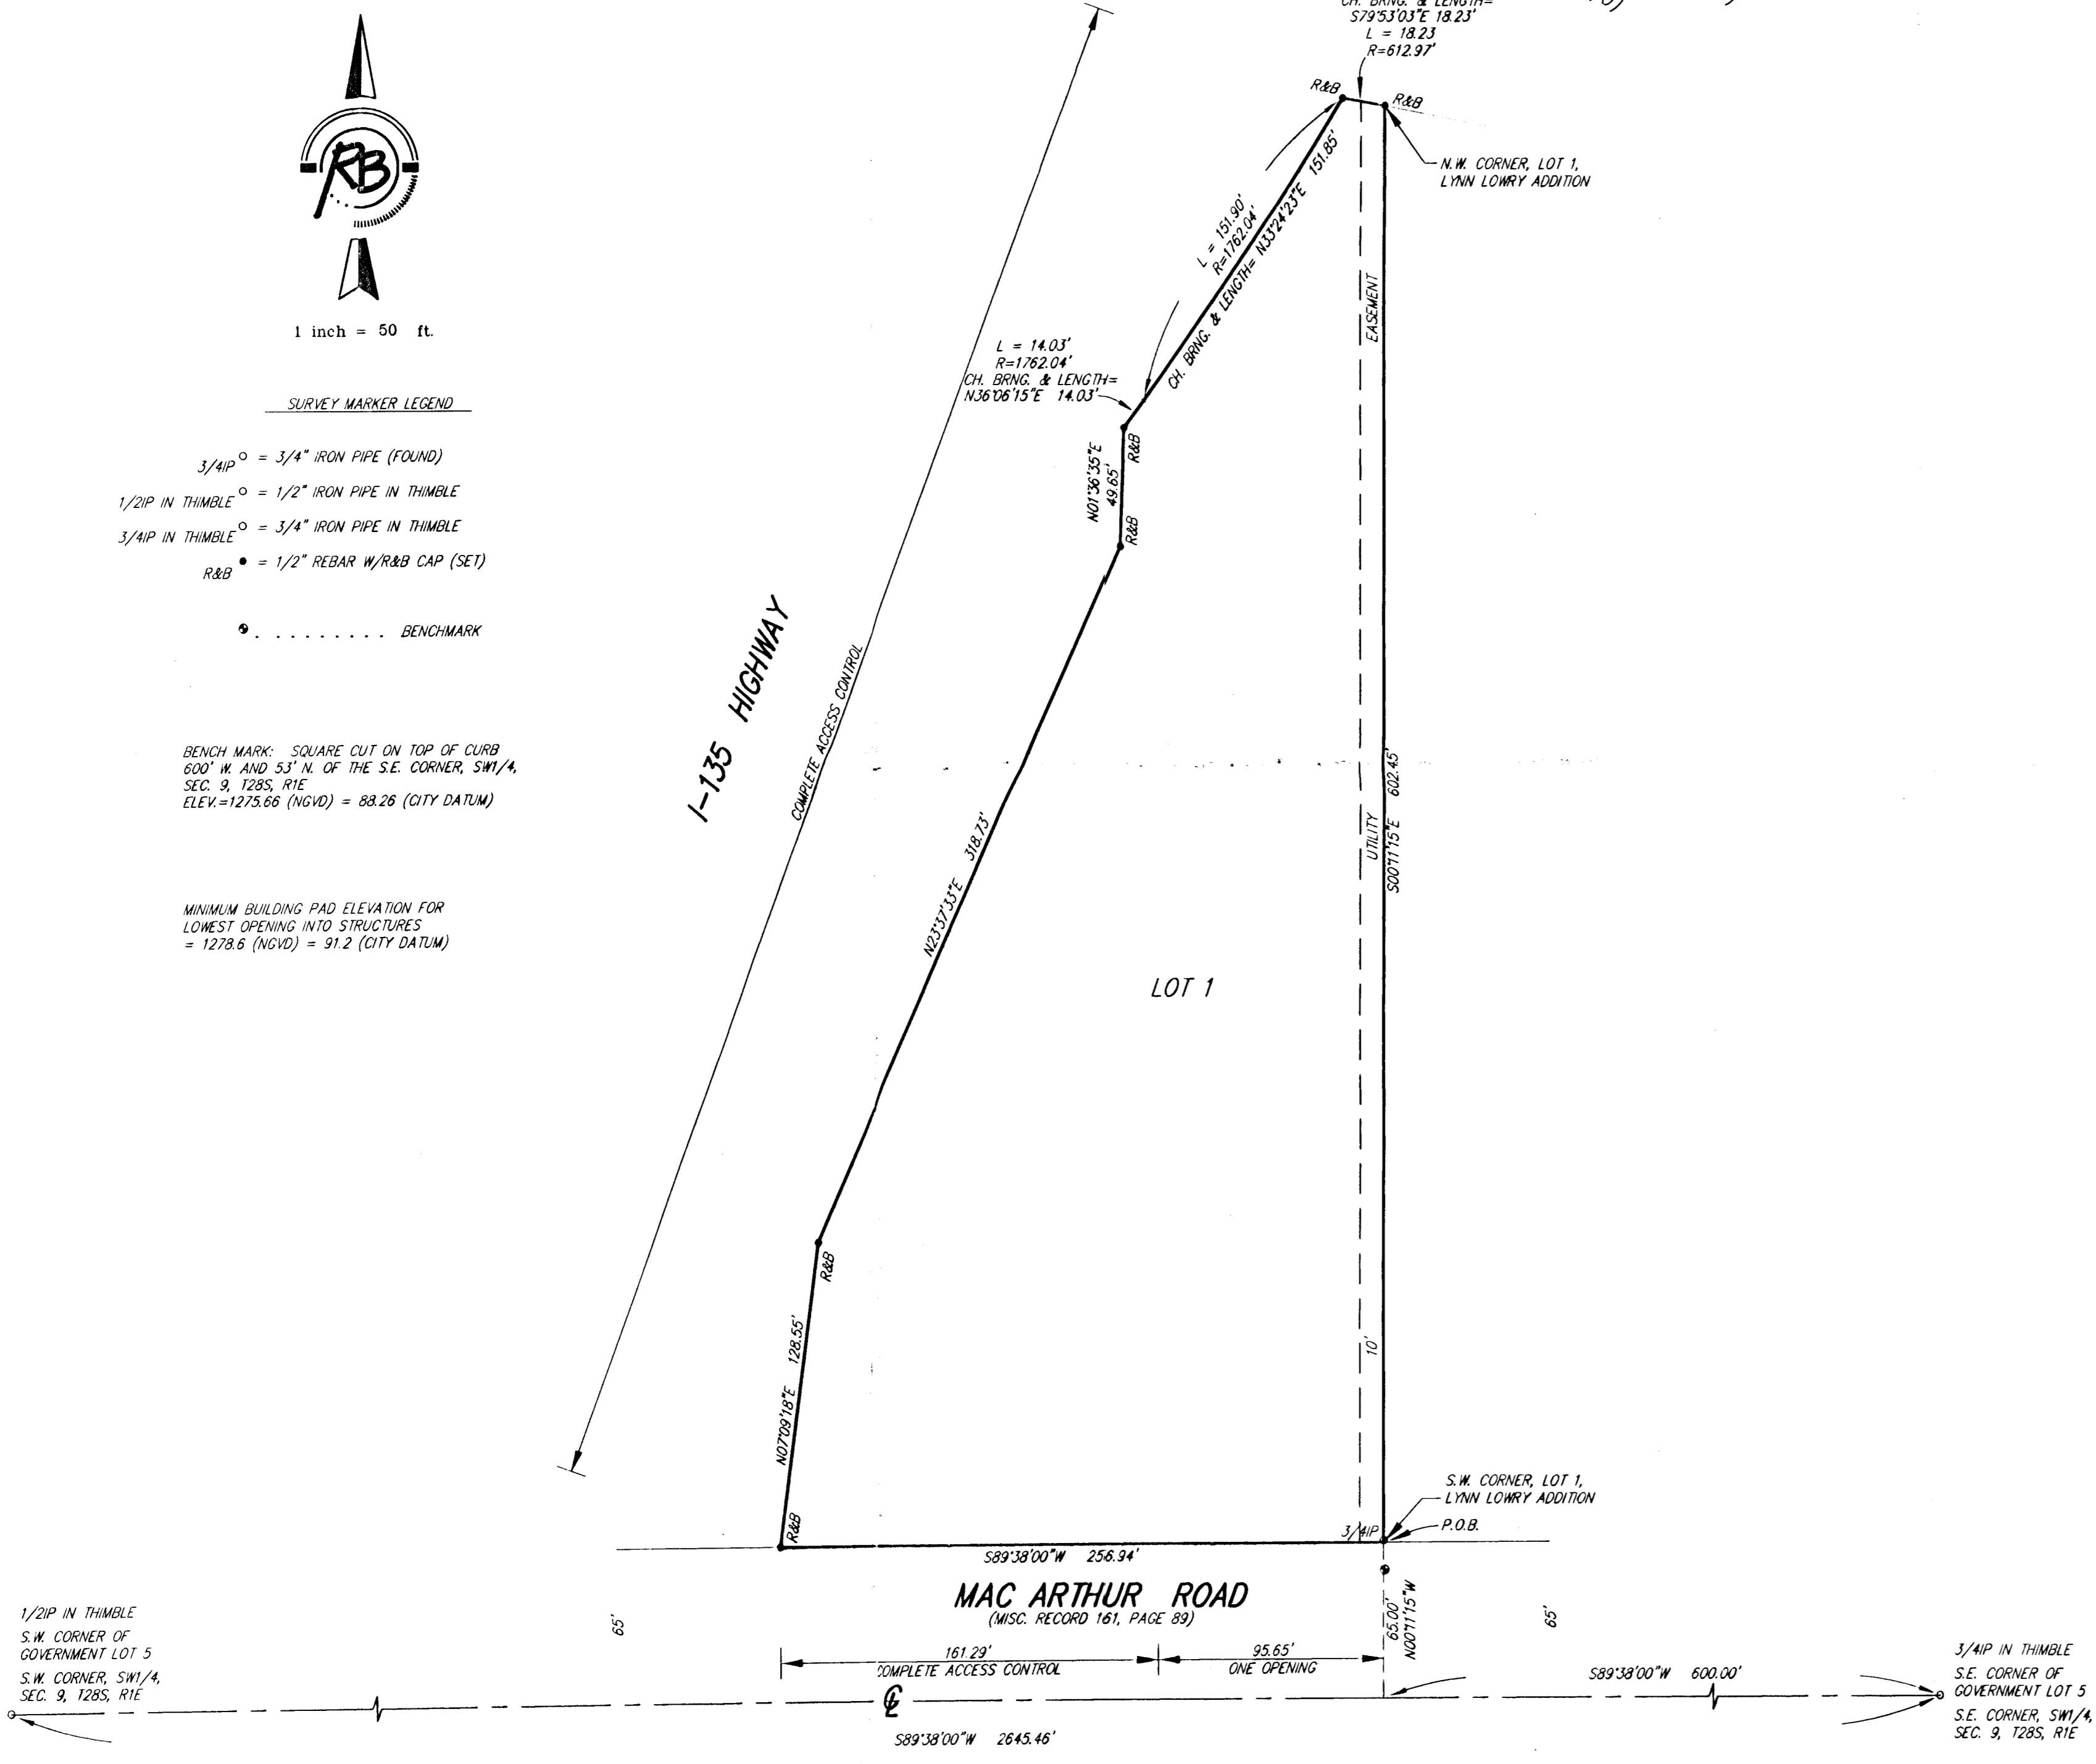 CH. BRNG. & LENGTH=
S79°53'03"E 18.23'
L = 18.23
R=612.97'
R&B
R&B
N.W. CORNER, LOT 1,
LYNN LOWRY ADDITION
RB
1 inch = 50 ft.
SURVEY MARKER LEGEND
3/4IP = 3/4" IRON PIPE (FOUND)
1/2IP IN THIMBLE = 1/2" IRON PIPE IN THIMBLE
3/4IP IN THIMBLE = 3/4" IRON PIPE IN THIMBLE
R&B = 1/2" REBAR W/R&B CAP (SET)
. . . . . . . . . BENCHMARK
BENCH MARK: SQUARE CUT ON TOP OF CURB
600' W. AND 53' N. OF THE S.E. CORNER, SW1/4,
SEC. 9, T28S, R1E
ELEV.=1275.66 (NGVD) = 88.26 (CITY DATUM)
MINIMUM BUILDING PAD ELEVATION FOR
LOWEST OPENING INTO STRUCTURES
= 1278.6 (NGVD) = 91.2 (CITY DATUM)
L = 151.90'
R=1762.04'
CH. BRNG. & LENGTH= N33°24'23"E 151.85'
L = 14.03'
R=1762.04'
CH. BRNG. & LENGTH=
N36°06'15"E 14.03'
R&B
N01°36'35"E
49.65'
R&B
I-135 HIGHWAY
COMPLETE ACCESS CONTROL
N23°37'33"E 318.73'
EASEMENT
UTILITY
10'
S00°11'15"E 602.45'
LOT 1
R&B
N07°09'18"E 128.55'
R&B
S.W. CORNER, LOT 1,
LYNN LOWRY ADDITION
3/4IP
P.O.B.
S89°38'00"W 256.94'
MAC ARTHUR ROAD
(MISC. RECORD 161, PAGE 89)
65'
65.00'
N00°11'15"W
65'
161.29'
COMPLETE ACCESS CONTROL
95.65'
ONE OPENING
1/2IP IN THIMBLE
S.W. CORNER OF
GOVERNMENT LOT 5
S.W. CORNER, SW1/4,
SEC. 9, T28S, R1E
S89°38'00"W 600.00'
3/4IP IN THIMBLE
S.E. CORNER OF
GOVERNMENT LOT 5
S.E. CORNER, SW1/4,
SEC. 9, T28S, R1E
S89°38'00"W 2645.46'